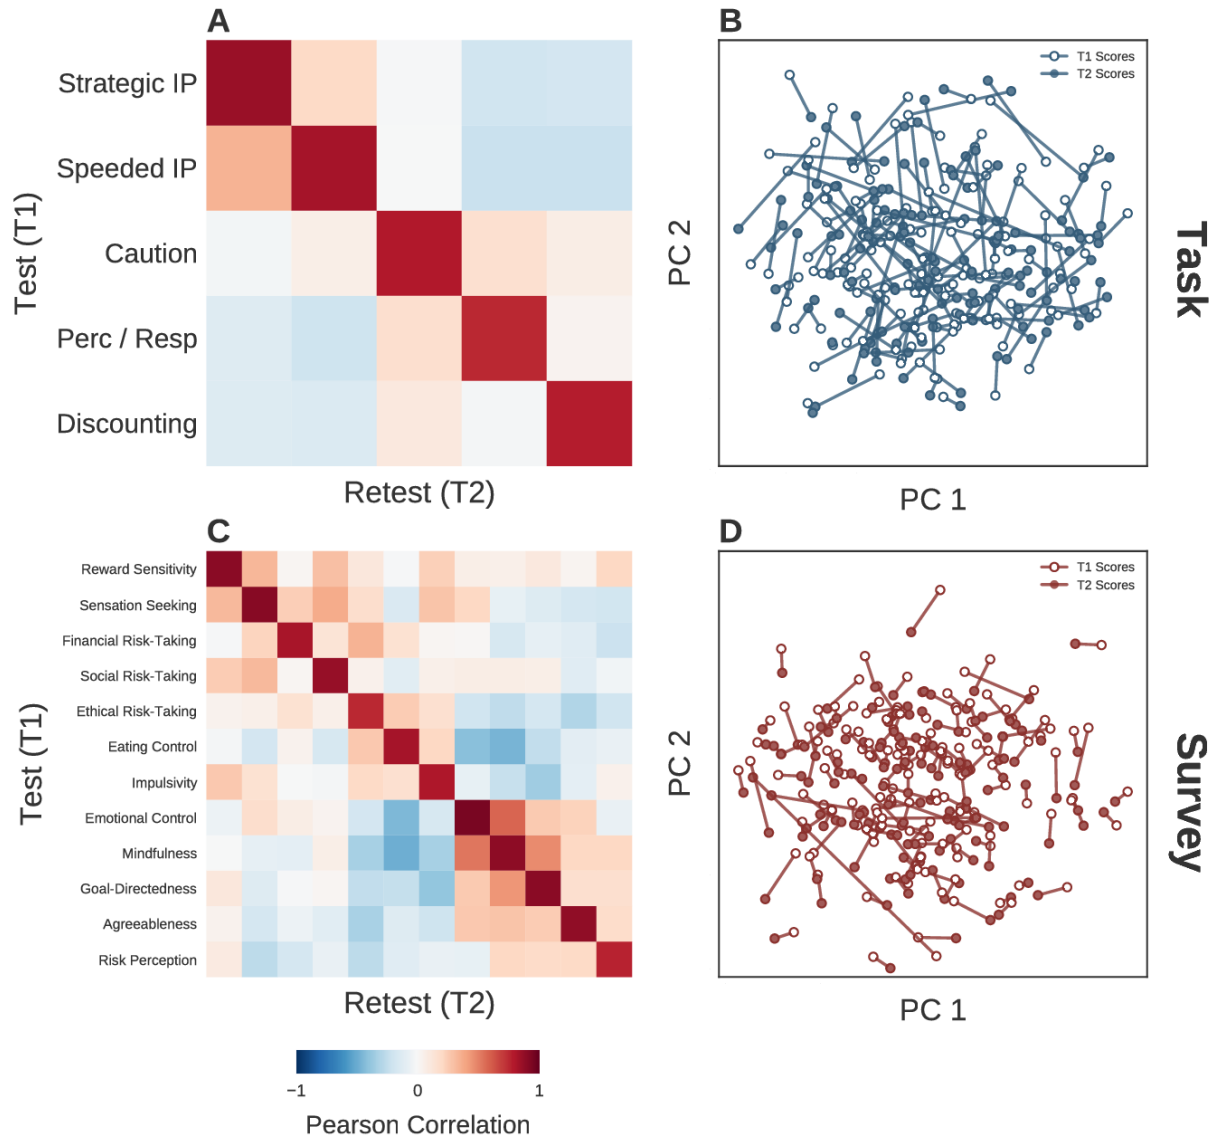 A
B
Strategic IP
Speeded IP
Caution
Perc / Resp
Discounting
Test (T1)
Retest (T2)
T1 Scores
T2 Scores
PC 2
PC 1
Task
C
D
Reward Sensitivity
Sensation Seeking
Financial Risk-Taking
Social Risk-Taking
Ethical Risk-Taking
Eating Control
Impulsivity
Emotional Control
Mindfulness
Goal-Directedness
Agreeableness
Risk Perception
Test (T1)
Retest (T2)
T1 Scores
T2 Scores
PC 2
PC 1
Survey
−1 0 1
Pearson Correlation